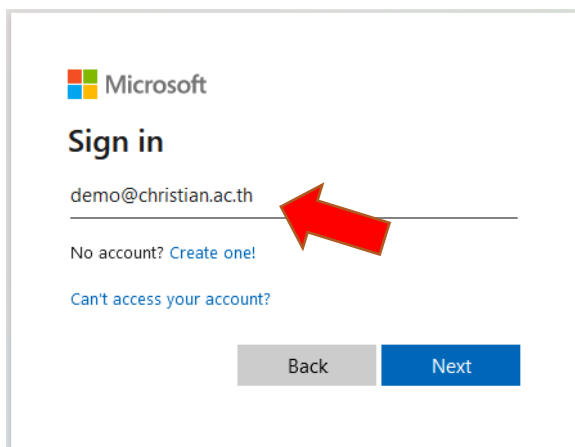 Microsoft
Sign in
demo@christian.ac.th
No account? Create one!
Can't access your account?
Back Next